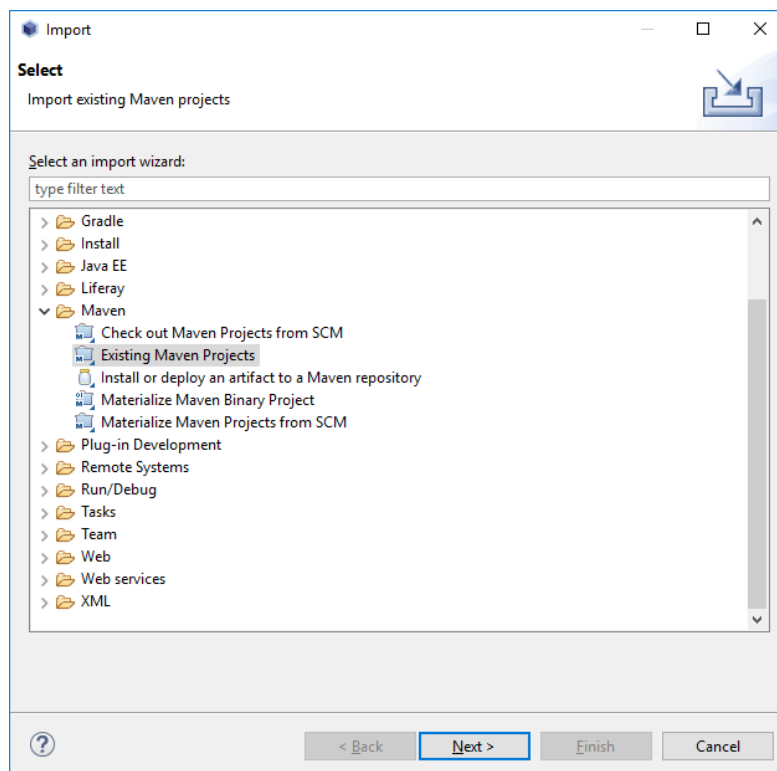 Import
Select
Import existing Maven projects
Select an import wizard:
type filter text
Gradle
Install
Java EE
Liferay
Maven
Check out Maven Projects from SCM
Existing Maven Projects
Install or deploy an artifact to a Maven repository
Materialize Maven Binary Project
Materialize Maven Projects from SCM
Plug-in Development
Remote Systems
Run/Debug
Tasks
Team
Web
Web services
XML
? < Back Next > Finish Cancel